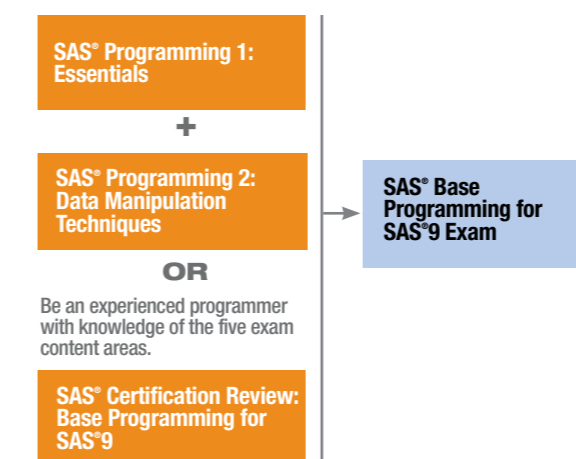 SAS® Programming 1:
Essentials
+
SAS® Programming 2:
Data Manipulation
Techniques
OR
Be an experienced programmer
with knowledge of the five exam
content areas.
SAS® Certification Review:
Base Programming for
SAS®9
SAS® Base
Programming for
SAS®9 Exam